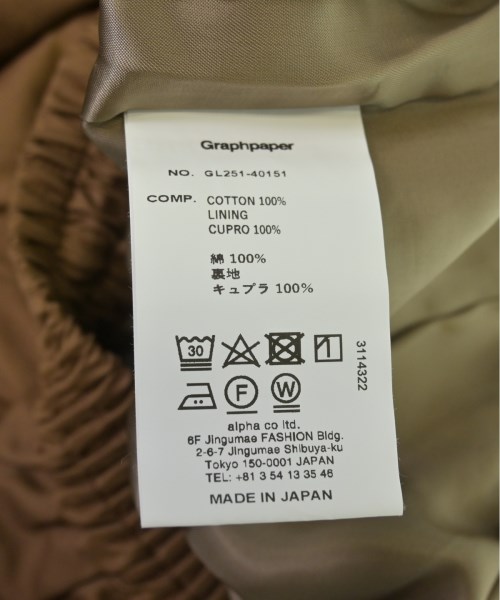 Graphpaper
NO. GL251-40151
COMP. COTTON 100%
LINING
CUPRO 100%
綿 100%
裏地
キュプラ 100%
30
F W
3114322
alpha co ltd.
6F Jingumae FASHION Bldg.
2-6-7 Jingumae Shibuya-ku
Tokyo 150-0001 JAPAN
TEL: +81 3 54 13 35 46
MADE IN JAPAN